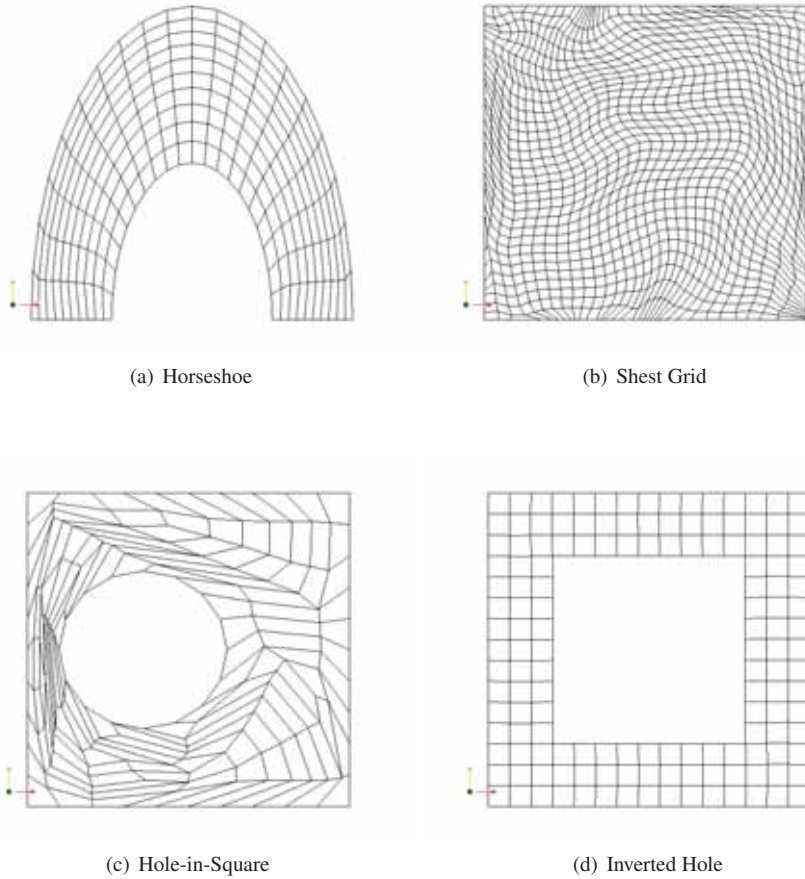 (a) Horseshoe
(b) Shest Grid
(c) Hole-in-Square
(d) Inverted Hole